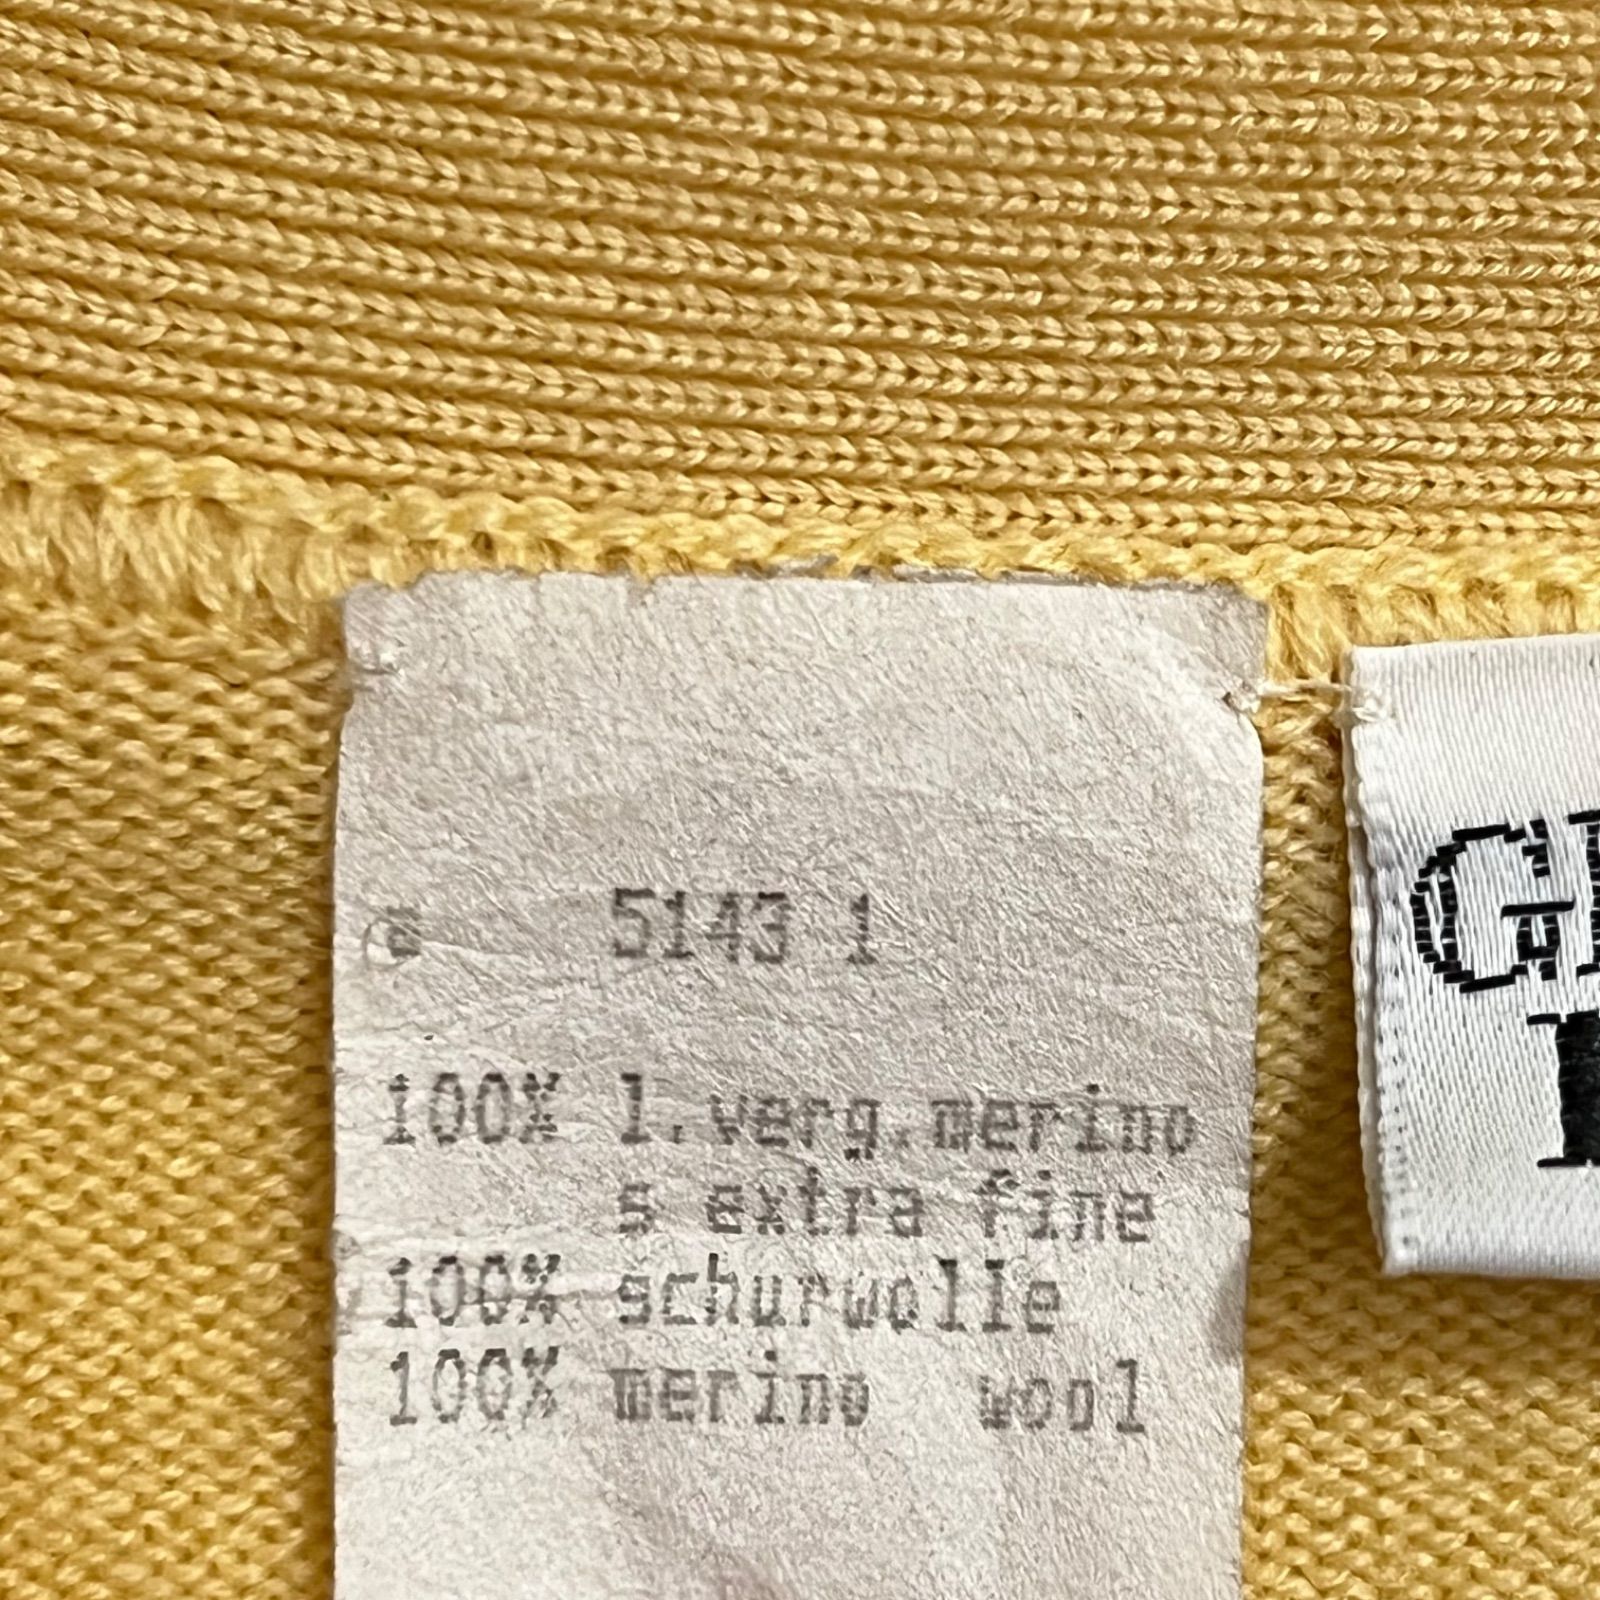 5143 1
100% l.verg.merino
s extra fine
100% schurwolle
100% merino wool